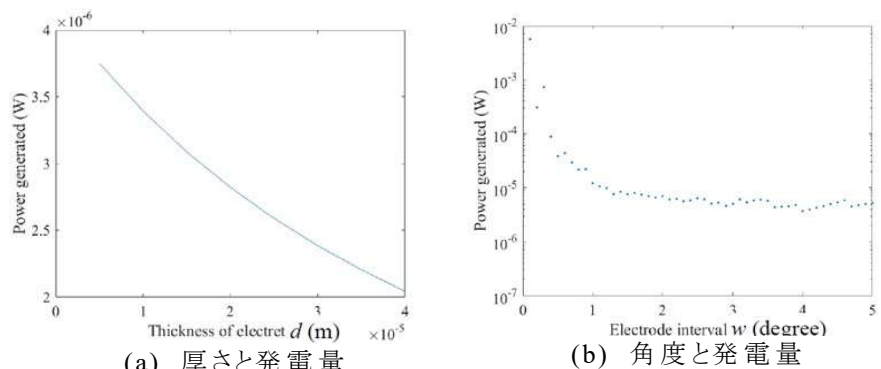 ×10⁻⁶
4
3.5
3
2.5
2
Power generated (W)
0 1 2 3 4
Thickness of electret d (m) ×10⁻⁵
(a) 厚さと発電量
10⁻²
10⁻³
10⁻⁴
10⁻⁵
10⁻⁶
10⁻⁷
Power generated (W)
0 1 2 3 4 5
Electrode interval w (degree)
(b) 角度と発電量